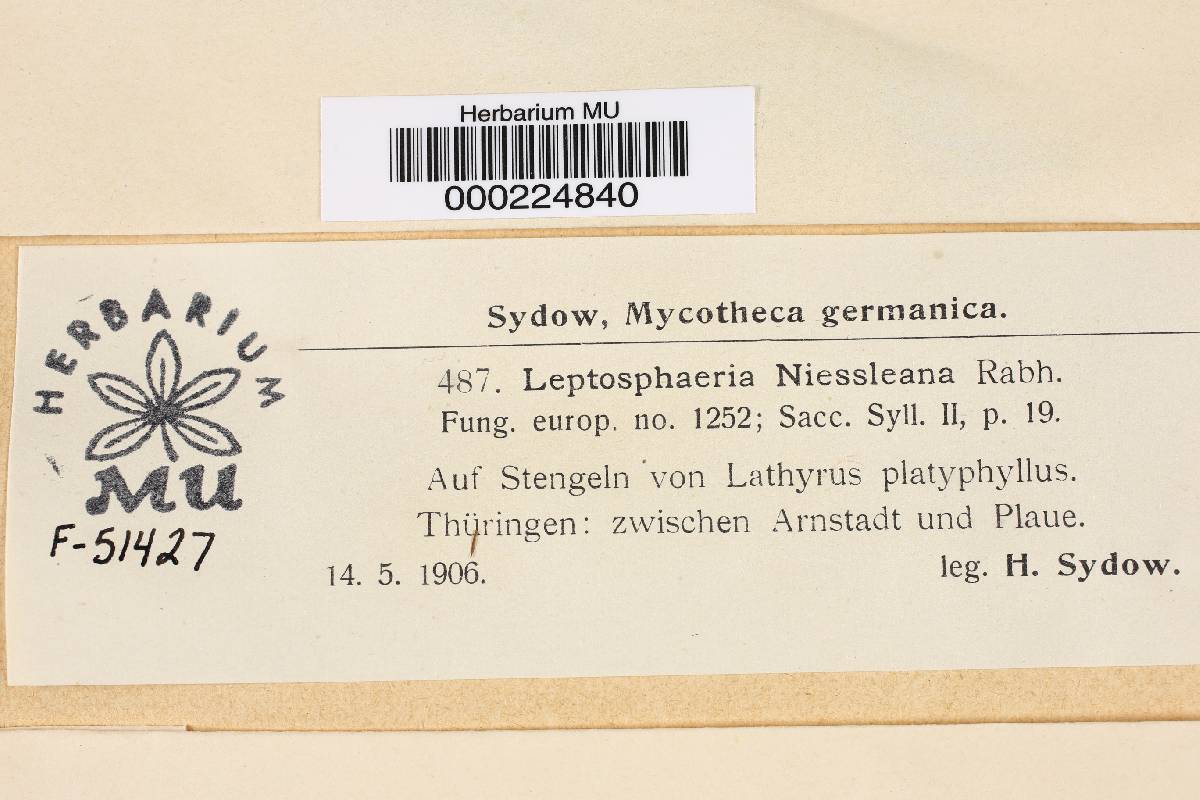 Herbarium MU
000224840
HERBARIUM
MU
F-51427
Sydow, Mycotheca germanica.
487. Leptosphaeria Niessleana Rabh.
Fung. europ. no. 1252; Sacc. Syll. II, p. 19.
Auf Stengeln von Lathyrus platyphyllus.
Thüringen: zwischen Arnstadt und Plaue.
14. 5. 1906. leg. H. Sydow.